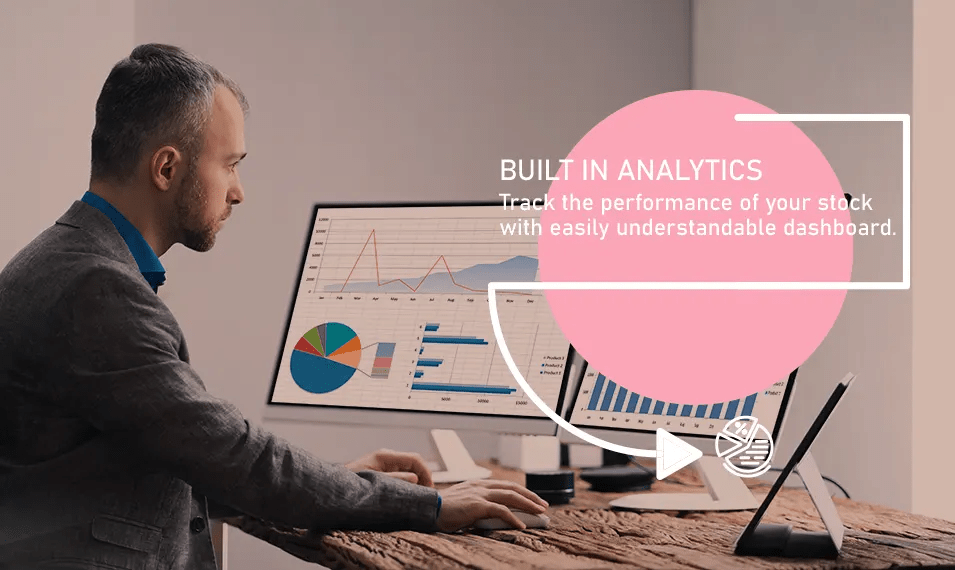 BUILT IN ANALYTICS
Track the performance of your stock
with easily understandable dashboard.